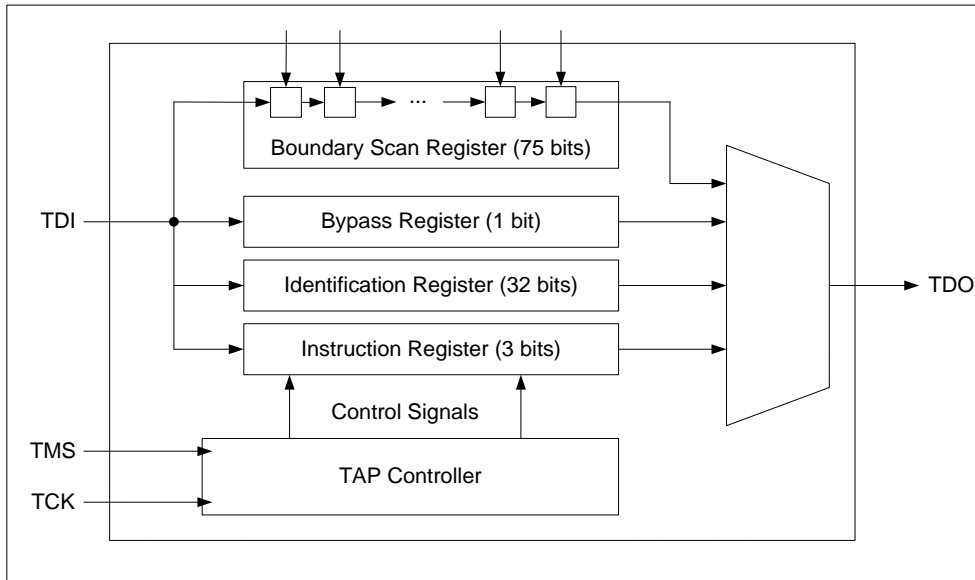 ...
Boundary Scan Register (75 bits)
TDI
Bypass Register (1 bit)
Identification Register (32 bits)
TDO
Instruction Register (3 bits)
Control Signals
TMS
TAP Controller
TCK